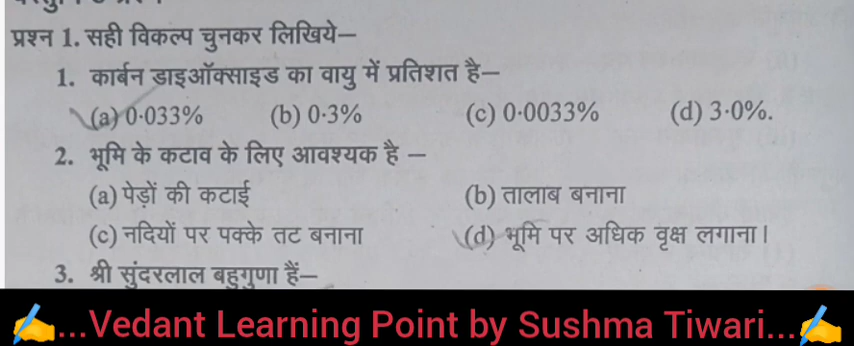 प्रश्न 1. सही विकल्प चुनकर लिखिये—
1. कार्बन डाइऑक्साइड का वायु में प्रतिशत है—
(a) 0·033% (b) 0·3% (c) 0·0033% (d) 3·0%.
2. भूमि के कटाव के लिए आवश्यक है —
(a) पेड़ों की कटाई (b) तालाब बनाना
(c) नदियों पर पक्के तट बनाना (d) भूमि पर अधिक वृक्ष लगाना।
3. श्री सुंदरलाल बहुगुणा हैं—
✍️...Vedant Learning Point by Sushma Tiwari...✍️